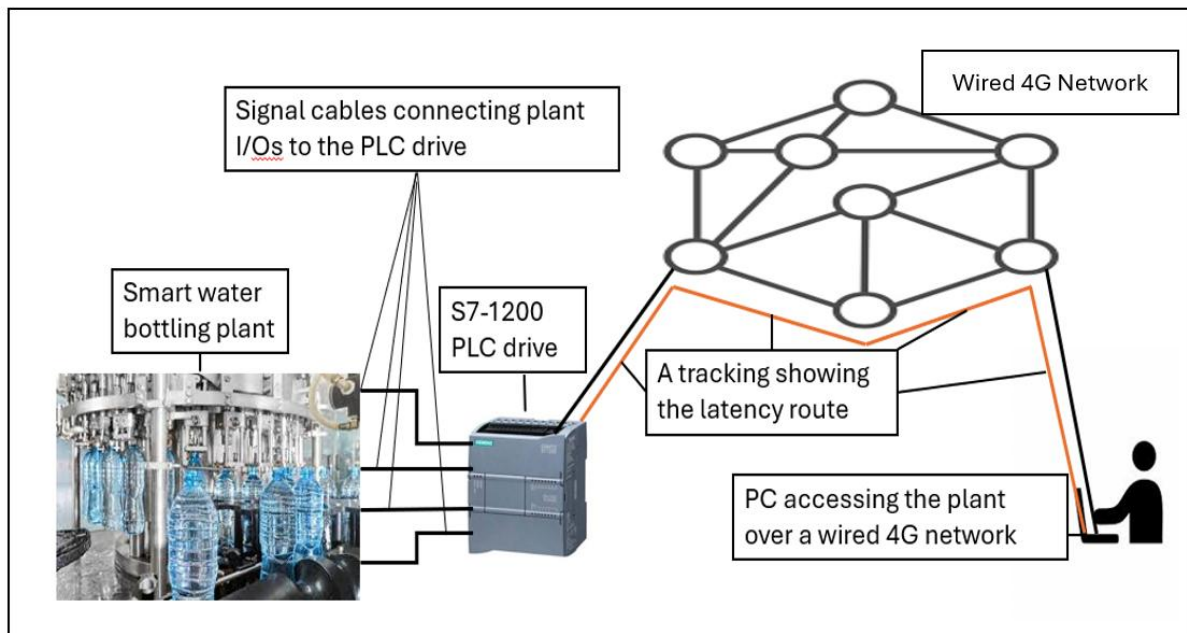 Wired 4G Network
Signal cables connecting plant
I/Os to the PLC drive
Smart water
bottling plant
S7-1200
PLC drive
A tracking showing
the latency route
PC accessing the plant
over a wired 4G network